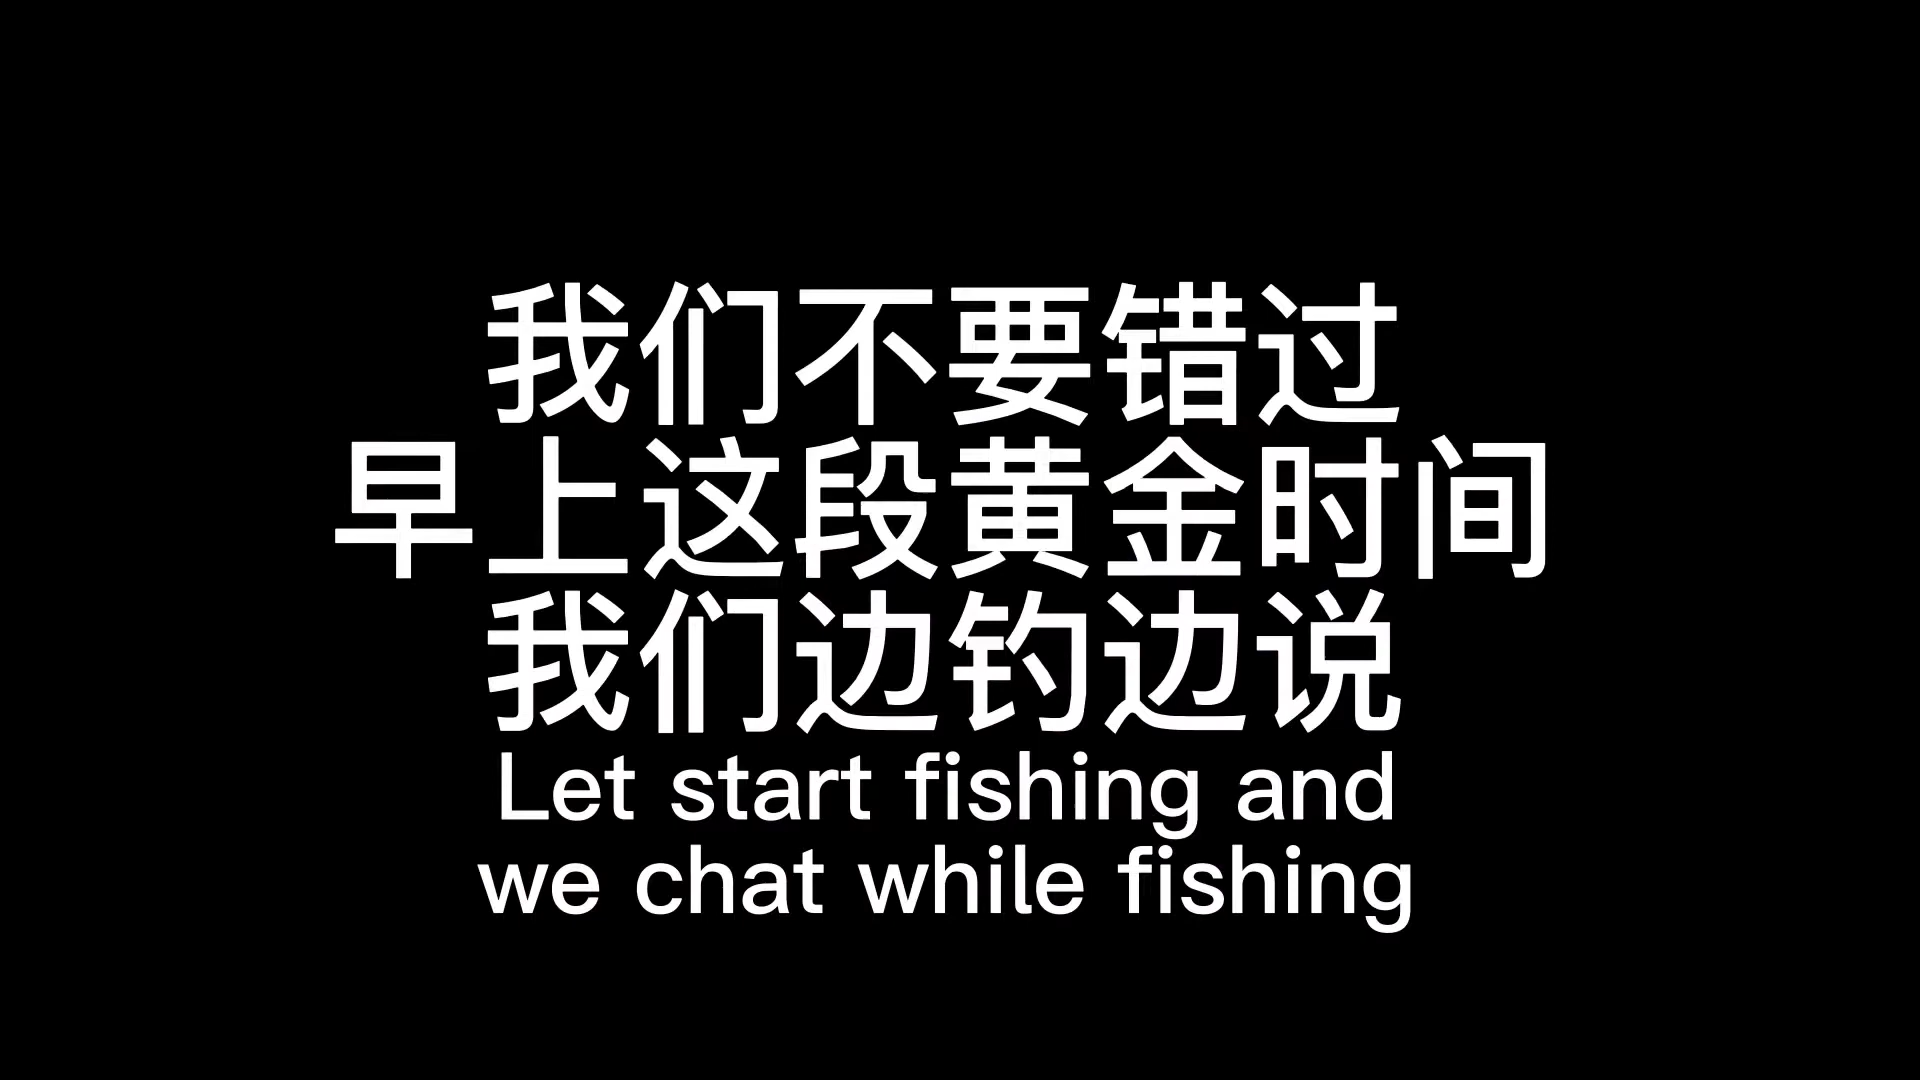 我们不要错过
早上这段黄金时间
我们边钓边说
Let start fishing and
we chat while fishing